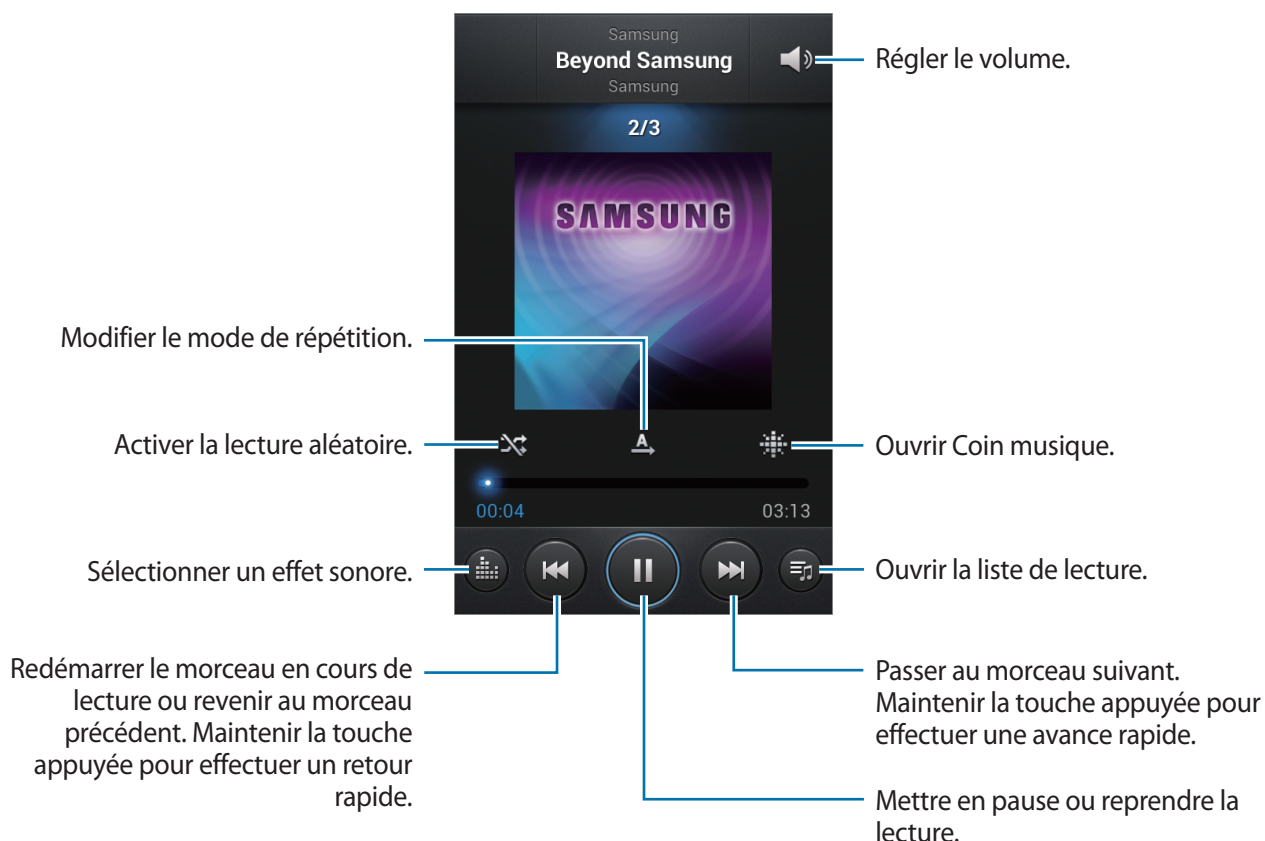 Samsung
Beyond Samsung
Samsung
Régler le volume.
2/3
SAMSUNG
Modifier le mode de répétition.
A
Activer la lecture aléatoire.
Ouvrir Coin musique.
00:04
03:13
Sélectionner un effet sonore.
Ouvrir la liste de lecture.
Redémarrer le morceau en cours de
lecture ou revenir au morceau
précédent. Maintenir la touche
appuyée pour effectuer un retour
rapide.
Passer au morceau suivant.
Maintenir la touche appuyée pour
effectuer une avance rapide.
Mettre en pause ou reprendre la
lecture.